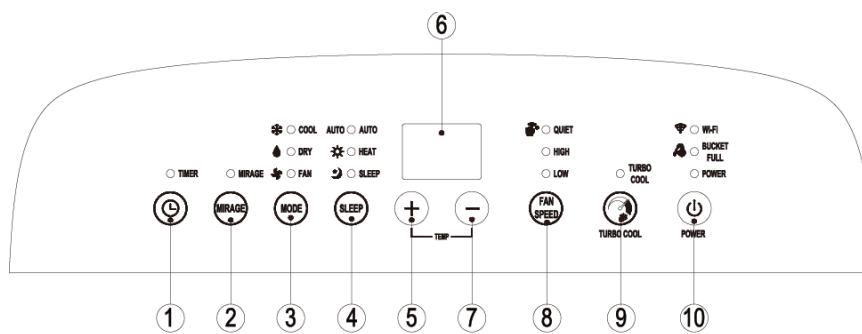 6
COOL AUTO AUTO QUIET Wi-Fi
DRY HEAT HIGH BUCKET FULL
TIMER MIRAGE FAN SLEEP LOW TURBO COOL POWER
MIRAGE MODE SLEEP + − FAN SPEED
TEMP TURBO COOL POWER
1 2 3 4 5 7 8 9 10